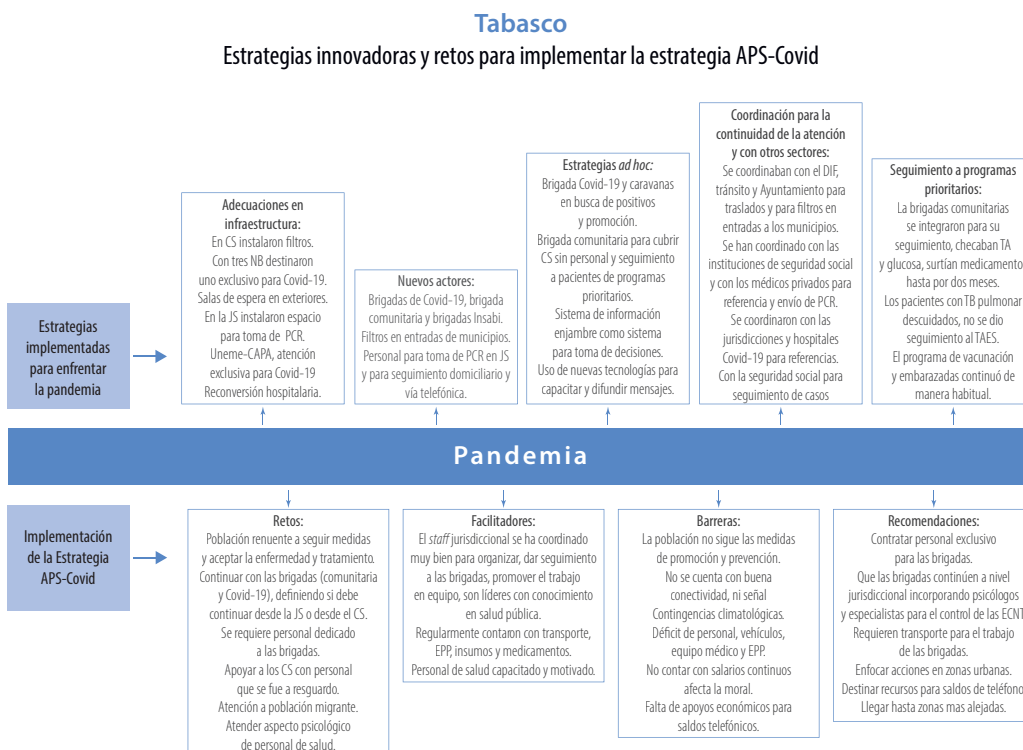 Tabasco
Estrategias innovadoras y retos para implementar la estrategia APS-Covid
Estrategias
implementadas
para enfrentar
la pandemia
Adecuaciones en
infraestructura:
En CS instalaron filtros.
Con tres NB destinaron
uno exclusivo para Covid-19.
Salas de espera en exteriores.
En la JS instalaron espacio
para toma de PCR.
Uneme-CAPA, atención
exclusiva para Covid-19
Reconversión hospitalaria.
Nuevos actores:
Brigadas de Covid-19, brigada
comunitaria y brigadas Insabi.
Filtros en entradas de municipios.
Personal para toma de PCR en JS
y para seguimiento domiciliario y
vía telefónica.
Estrategias ad hoc:
Brigada Covid-19 y caravanas
en busca de positivos
y promoción.
Brigada comunitaria para cubrir
CS sin personal y seguimiento
a pacientes de programas
prioritarios.
Sistema de información
enjambre como sistema
para toma de decisiones.
Uso de nuevas tecnologías para
capacitar y difundir mensajes.
Coordinación para la
continuidad de la atención
y con otros sectores:
Se coordinaban con el DIF,
tránsito y Ayuntamiento para
traslados y para filtros en
entradas a los municipios.
Se han coordinado con las
instituciones de seguridad social
y con los médicos privados para
referencia y envío de PCR.
Se coordinaron con las
jurisdicciones y hospitales
Covid-19 para referencias.
Con la seguridad social para
seguimiento de casos
Seguimiento a programas
prioritarios:
La brigadas comunitarias
se integraron para su
seguimiento, checaban TA
y glucosa, surtían medicamento
hasta por dos meses.
Los pacientes con TB pulmonar
descuidados, no se dio
seguimiento al TAES.
El programa de vacunación
y embarazadas continuó de
manera habitual.
Pandemia
Implementación
de la Estrategia
APS-Covid
Retos:
Población renuente a seguir medidas
y aceptar la enfermedad y tratamiento.
Continuar con las brigadas (comunitaria
y Covid-19), definiendo si debe
continuar desde la JS o desde el CS.
Se requiere personal dedicado
a las brigadas.
Apoyar a los CS con personal
que se fue a resguardo.
Atención a población migrante.
Atender aspecto psicológico
de personal de salud.
Facilitadores:
El staff jurisdiccional se ha coordinado
muy bien para organizar, dar seguimiento
a las brigadas, promover el trabajo
en equipo, son líderes con conocimiento
en salud pública.
Regularmente contaron con transporte,
EPP, insumos y medicamentos.
Personal de salud capacitado y motivado.
Barreras:
La población no sigue las medidas
de promoción y prevención.
No se cuenta con buena
conectividad, ni señal
Contingencias climatológicas.
Déficit de personal, vehículos,
equipo médico y EPP.
No contar con salarios continuos
afecta la moral.
Falta de apoyos económicos para
saldos telefónicos.
Recomendaciones:
Contratar personal exclusivo
para las brigadas.
Que las brigadas continúen a nivel
jurisdiccional incorporando psicólogos
y especialistas para el control de las ECNT
Requieren transporte para el trabajo
de las brigadas.
Enfocar acciones en zonas urbanas.
Destinar recursos para saldos de teléfono
Llegar hasta zonas mas alejadas.